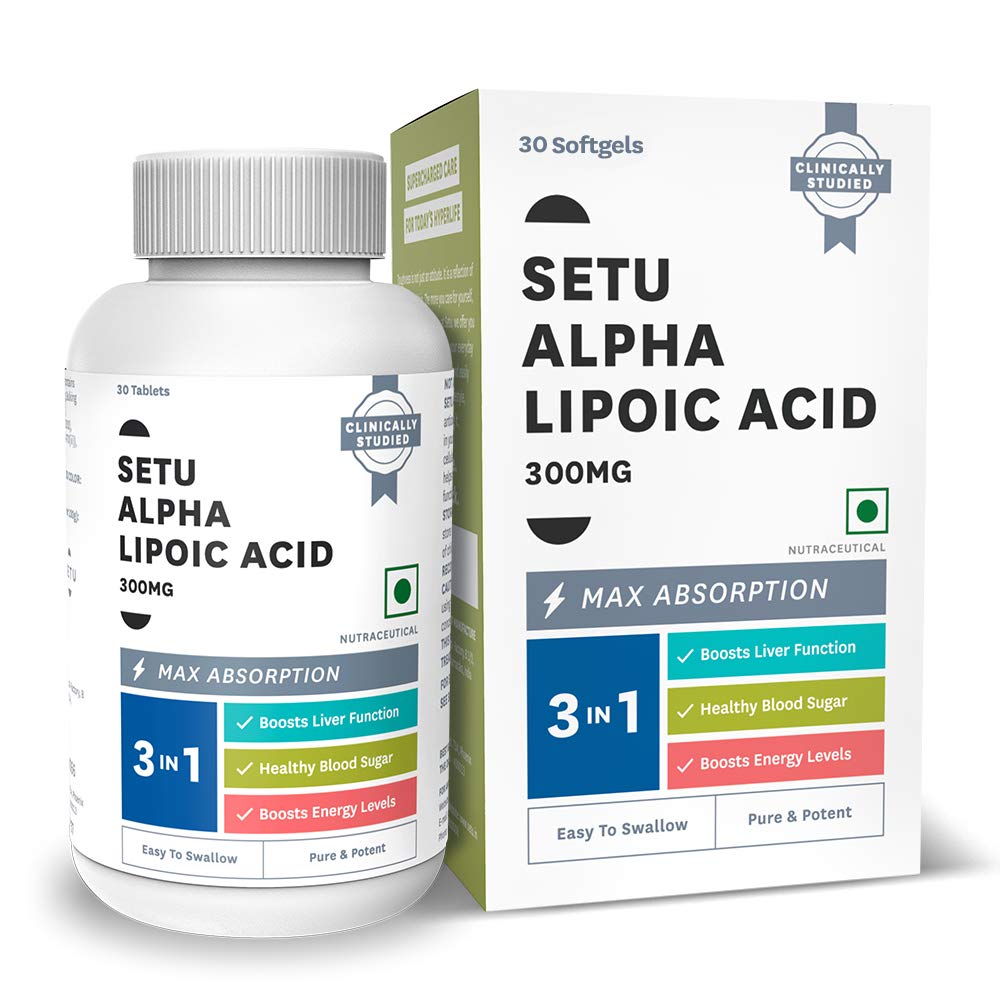 30 Tablets
CLINICALLY
STUDIED
SETU
ALPHA
LIPOIC ACID
300MG
NUTRACEUTICAL
MAX ABSORPTION
3 IN 1
Boosts Liver Function
Healthy Blood Sugar
Boosts Energy Levels
Easy To Swallow
Pure & Potent
SUPERCHARGED CARE
FOR TODAY'S HYPERLIFE
30 Softgels
CLINICALLY
STUDIED
SETU
ALPHA
LIPOIC ACID
300MG
NUTRACEUTICAL
MAX ABSORPTION
3 IN 1
Boosts Liver Function
Healthy Blood Sugar
Boosts Energy Levels
Easy To Swallow
Pure & Potent